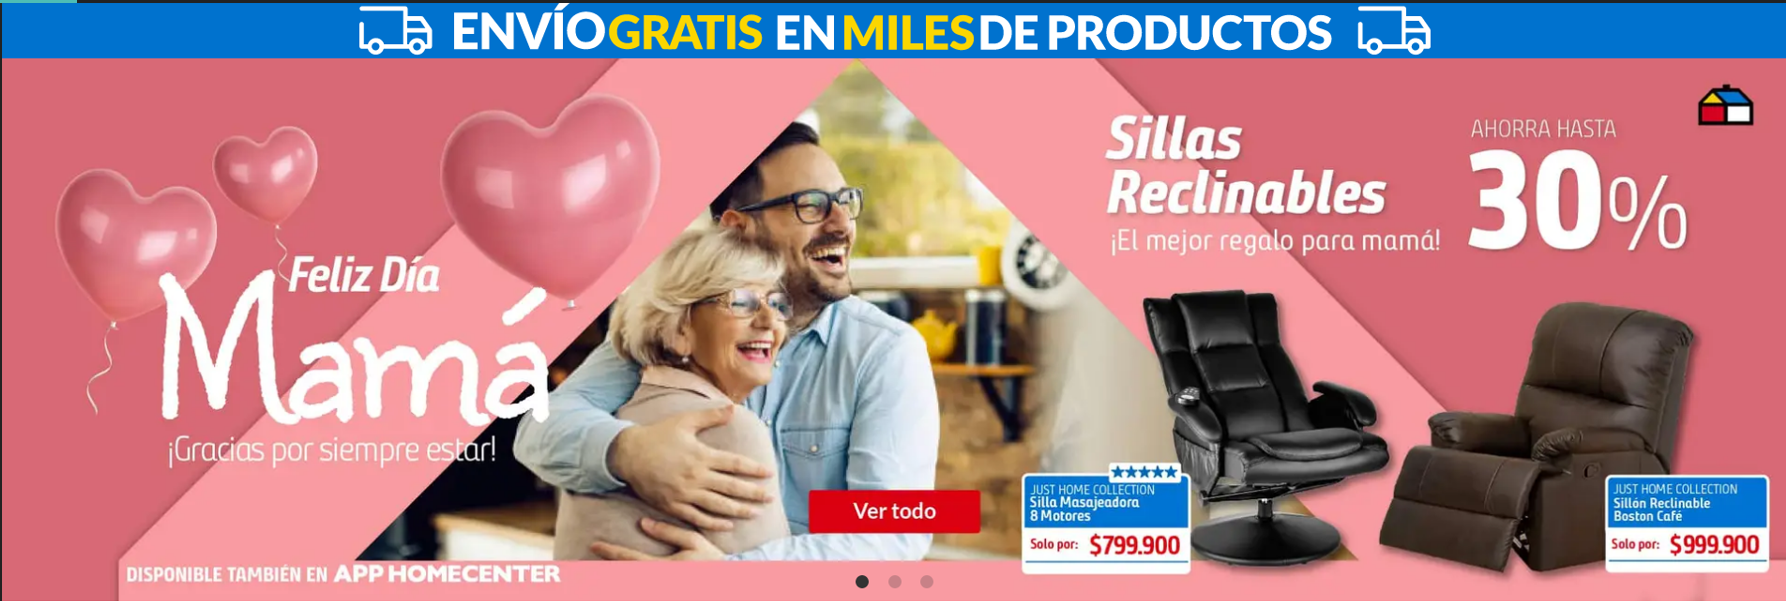 ENVÍO GRATIS EN MILES DE PRODUCTOS
Feliz Día
Mamá
¡Gracias por siempre estar!
DISPONIBLE TAMBIÉN EN APP HOMECENTER
Ver todo
Sillas
Reclinables
¡El mejor regalo para mamá!
AHORRA HASTA
30%
JUST HOME COLLECTION
Silla Masajeadora
8 Motores
Solo por: $799.900
JUST HOME COLLECTION
Sillón Reclinable
Boston Café
Solo por: $999.900